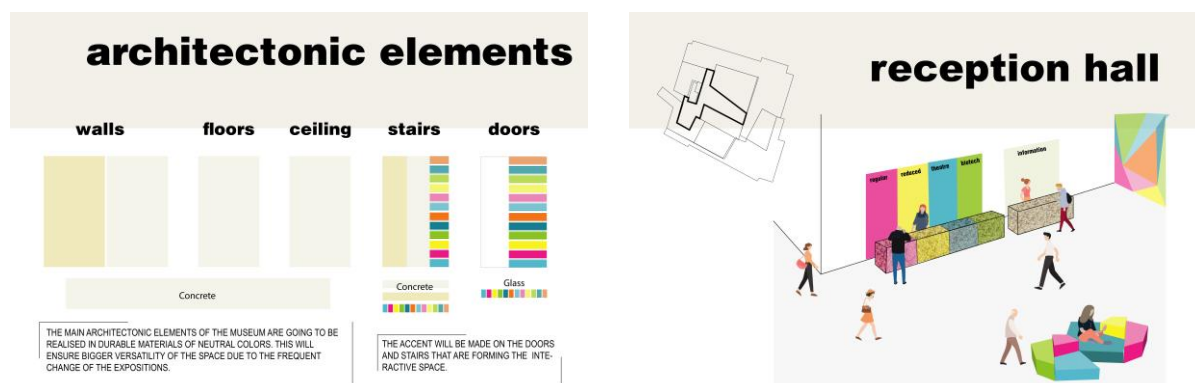 architectonic elements
walls floors ceiling stairs doors
Concrete
Concrete
Glass
THE MAIN ARCHITECTONIC ELEMENTS OF THE MUSEUM ARE GOING TO BE
REALISED IN DURABLE MATERIALS OF NEUTRAL COLORS. THIS WILL
ENSURE BIGGER VERSATILITY OF THE SPACE DUE TO THE FREQUENT
CHANGE OF THE EXPOSITIONS.
THE ACCENT WILL BE MADE ON THE DOORS
AND STAIRS THAT ARE FORMING THE INTE-
RACTIVE SPACE.
reception hall
regular
reduced
theatre
biotech
information